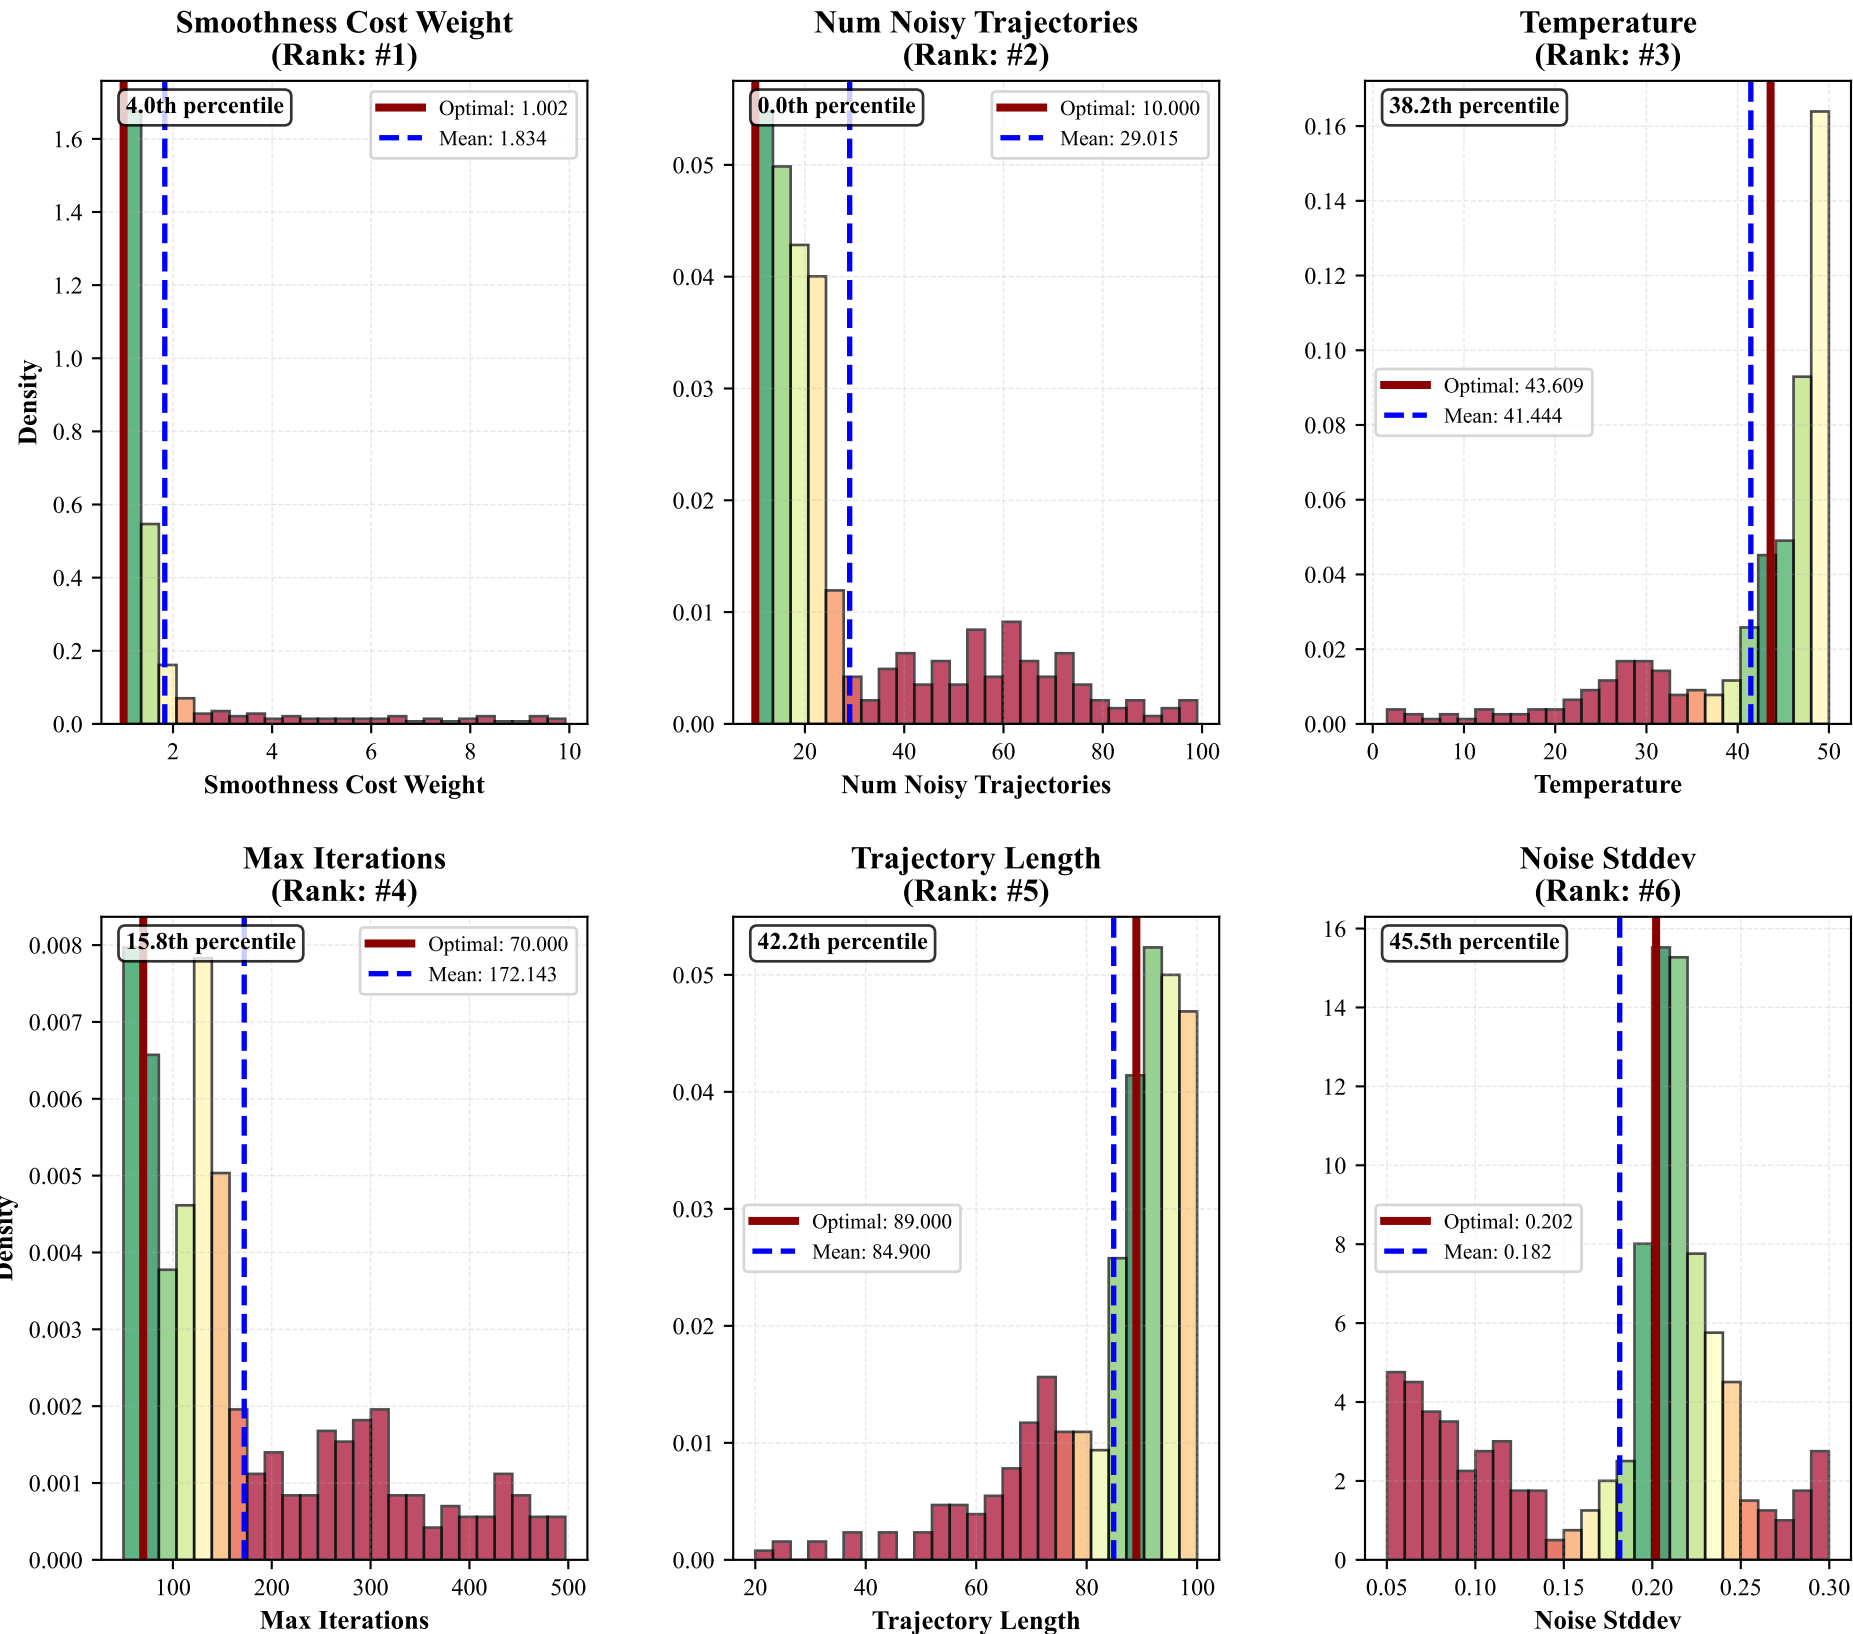 Smoothness Cost Weight
(Rank: #1)
4.0th percentile
Optimal: 1.002
Mean: 1.834
1.6
1.4
1.2
1.0
0.8
0.6
0.4
0.2
0.0
Density
2 4 6 8 10
Smoothness Cost Weight
Num Noisy Trajectories
(Rank: #2)
0.0th percentile
Optimal: 10.000
Mean: 29.015
0.05
0.04
0.03
0.02
0.01
0.00
20 40 60 80 100
Num Noisy Trajectories
Temperature
(Rank: #3)
38.2th percentile
Optimal: 43.609
Mean: 41.444
0.16
0.14
0.12
0.10
0.08
0.06
0.04
0.02
0.00
0 10 20 30 40 50
Temperature
Max Iterations
(Rank: #4)
15.8th percentile
Optimal: 70.000
Mean: 172.143
0.008
0.007
0.006
0.005
0.004
0.003
0.002
0.001
0.000
Density
100 200 300 400 500
Max Iterations
Trajectory Length
(Rank: #5)
42.2th percentile
Optimal: 89.000
Mean: 84.900
0.05
0.04
0.03
0.02
0.01
0.00
20 40 60 80 100
Trajectory Length
Noise Stddev
(Rank: #6)
45.5th percentile
Optimal: 0.202
Mean: 0.182
16
14
12
10
8
6
4
2
0
0.05 0.10 0.15 0.20 0.25 0.30
Noise Stddev